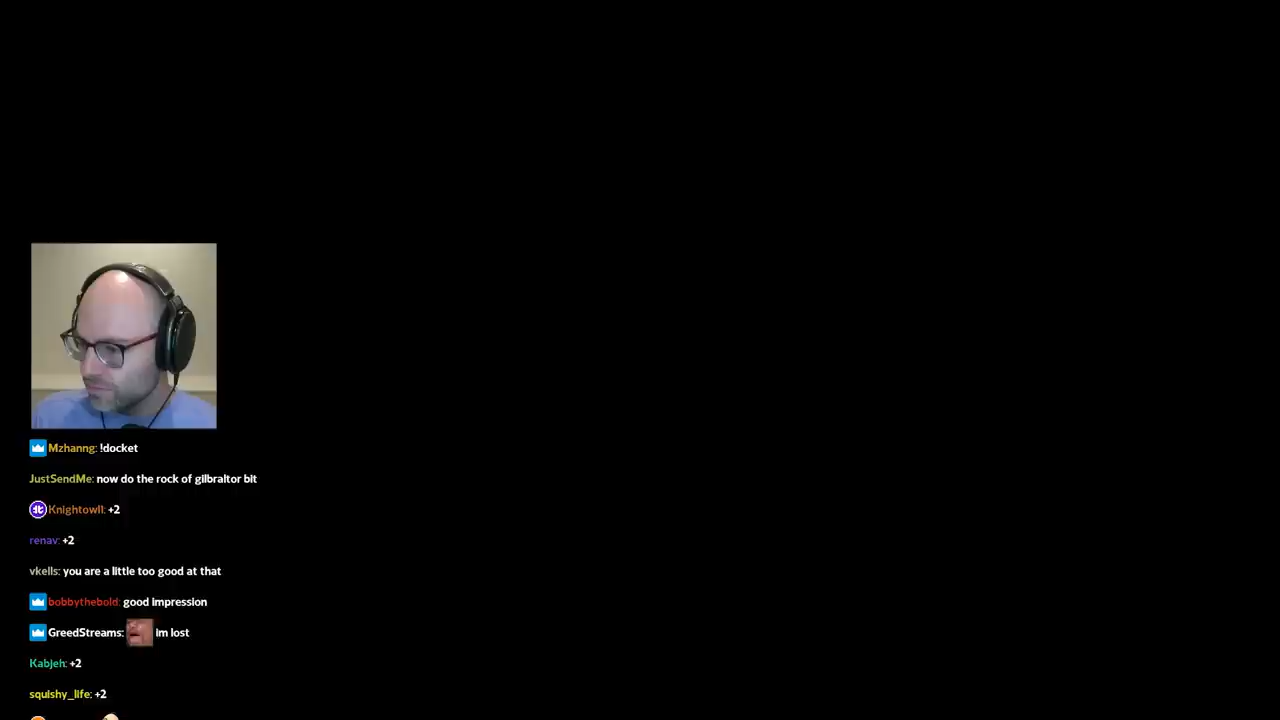 Mzhanng: !docket
JustSendMe: now do the rock of gilbraltor bit
Knightowll: +2
renav: +2
vkells: you are a little too good at that
bobbythebold: good impression
GreedStreams: im lost
Kabjeh: +2
squishy_life: +2